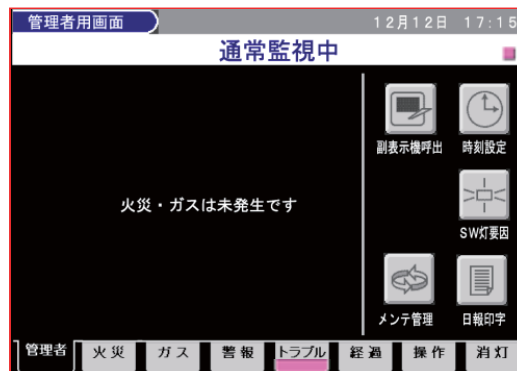 管理者用画面 12月12日 17:15
通常監視中
副表示機呼出 時刻設定
火災・ガスは未発生です
SW灯要因
メンテ管理 日報印字
管理者 火災 ガス 警報 トラブル 経過 操作 消灯